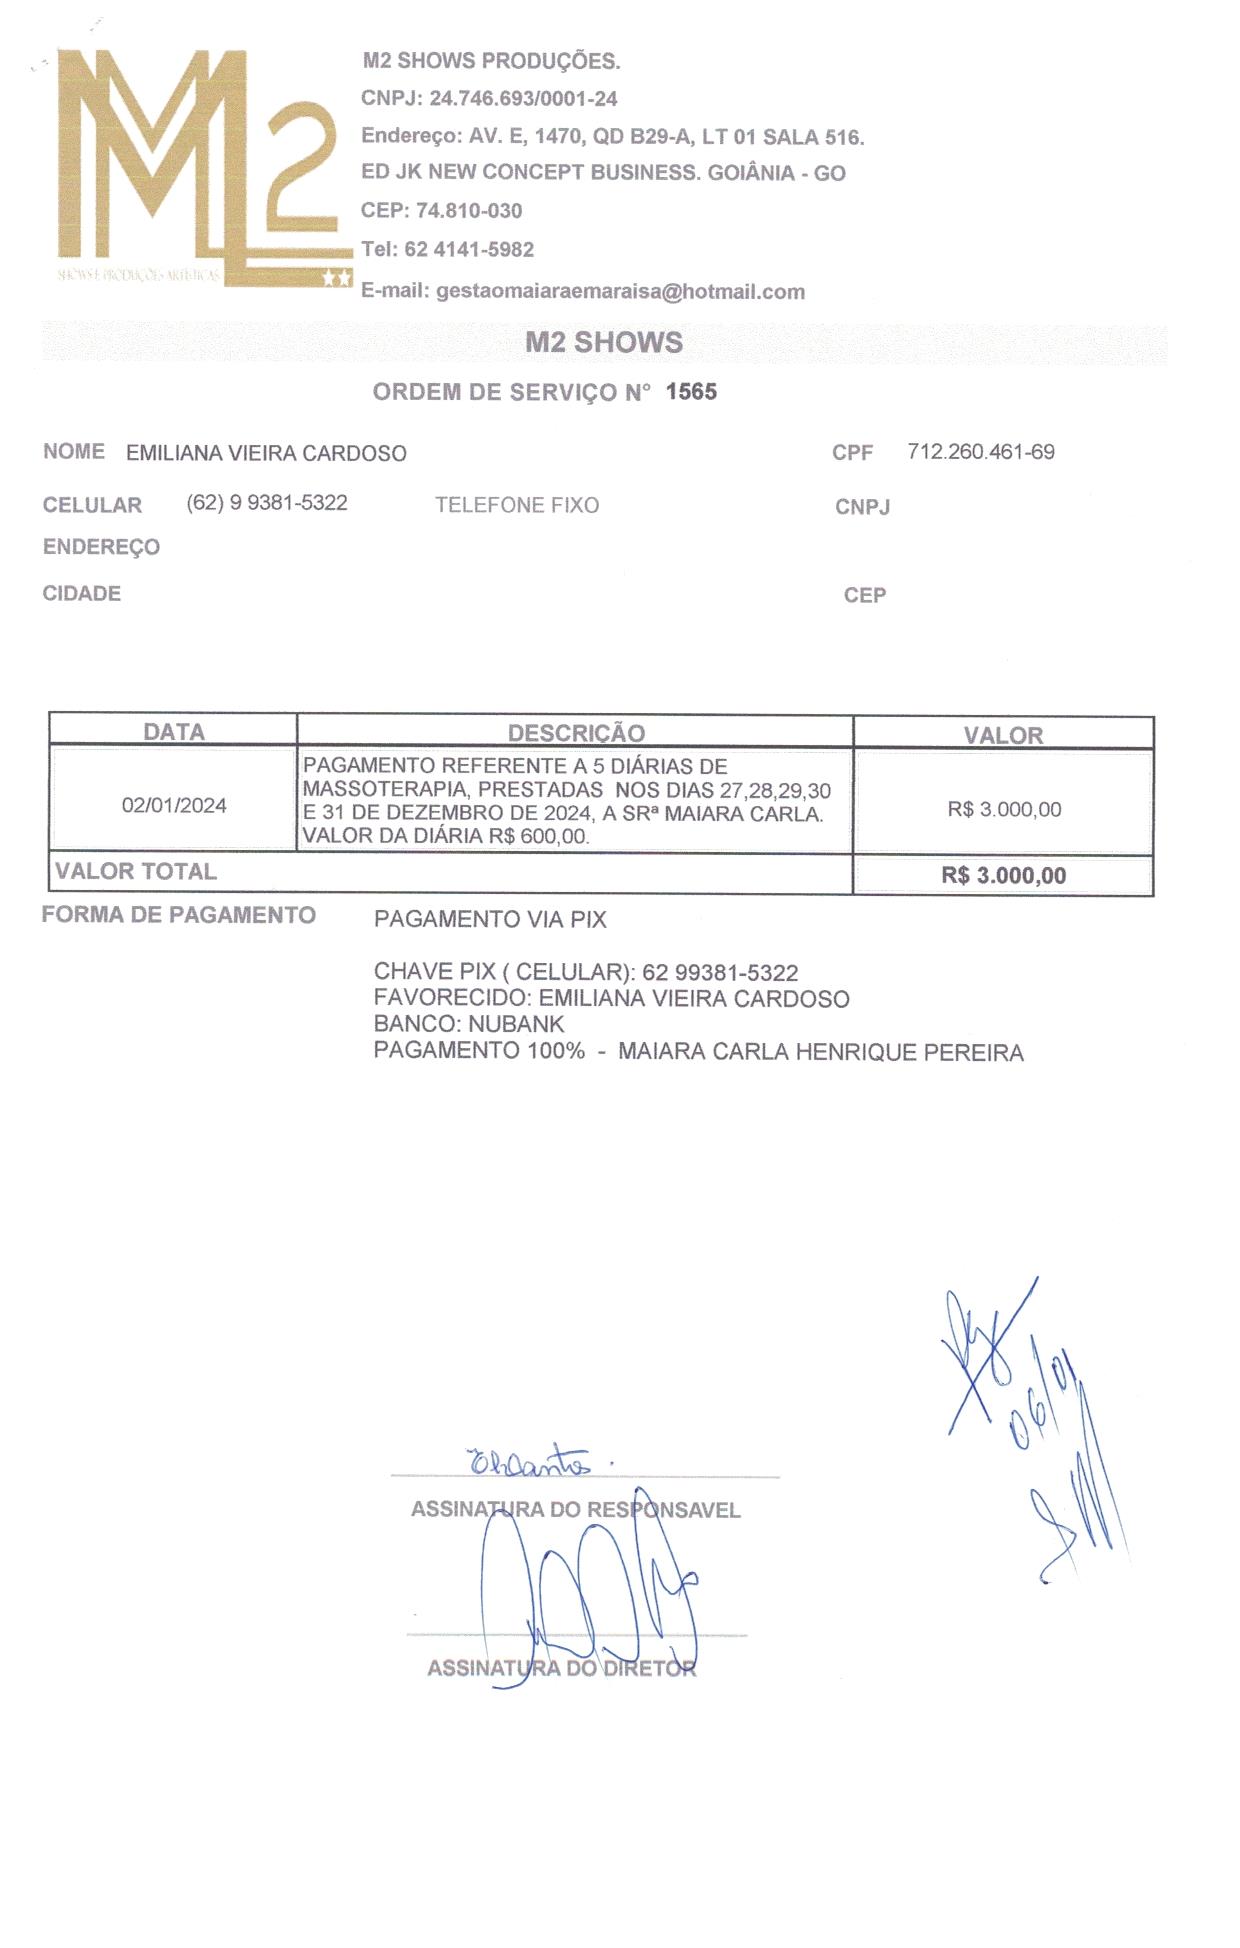 M2 SHOWS PRODUÇÕES.
CNPJ: 24.746.693/0001-24
Endereço: AV. E, 1470, QD B29-A, LT 01 SALA 516.
ED JK NEW CONCEPT BUSINESS. GOIÂNIA - GO
CEP: 74.810-030
Tel: 62 4141-5982
E-mail: gestaomaiaraemaraisa@hotmail.com
M2
SHOWS E PRODUÇÕES ARTÍSTICAS
M2 SHOWS
ORDEM DE SERVIÇO N° 1565
NOME EMILIANA VIEIRA CARDOSO CPF 712.260.461-69
CELULAR (62) 9 9381-5322 TELEFONE FIXO CNPJ
ENDEREÇO
CIDADE CEP
DATA DESCRIÇÃO VALOR
PAGAMENTO REFERENTE A 5 DIÁRIAS DE
MASSOTERAPIA, PRESTADAS NOS DIAS 27,28,29,30
02/01/2024 E 31 DE DEZEMBRO DE 2024, A SRª MAIARA CARLA. R$ 3.000,00
VALOR DA DIÁRIA R$ 600,00.
VALOR TOTAL R$ 3.000,00
FORMA DE PAGAMENTO PAGAMENTO VIA PIX
CHAVE PIX ( CELULAR): 62 99381-5322
FAVORECIDO: EMILIANA VIEIRA CARDOSO
BANCO: NUBANK
PAGAMENTO 100% - MAIARA CARLA HENRIQUE PEREIRA
06/01
ASSINATURA DO RESPONSAVEL
ASSINATURA DO DIRETOR